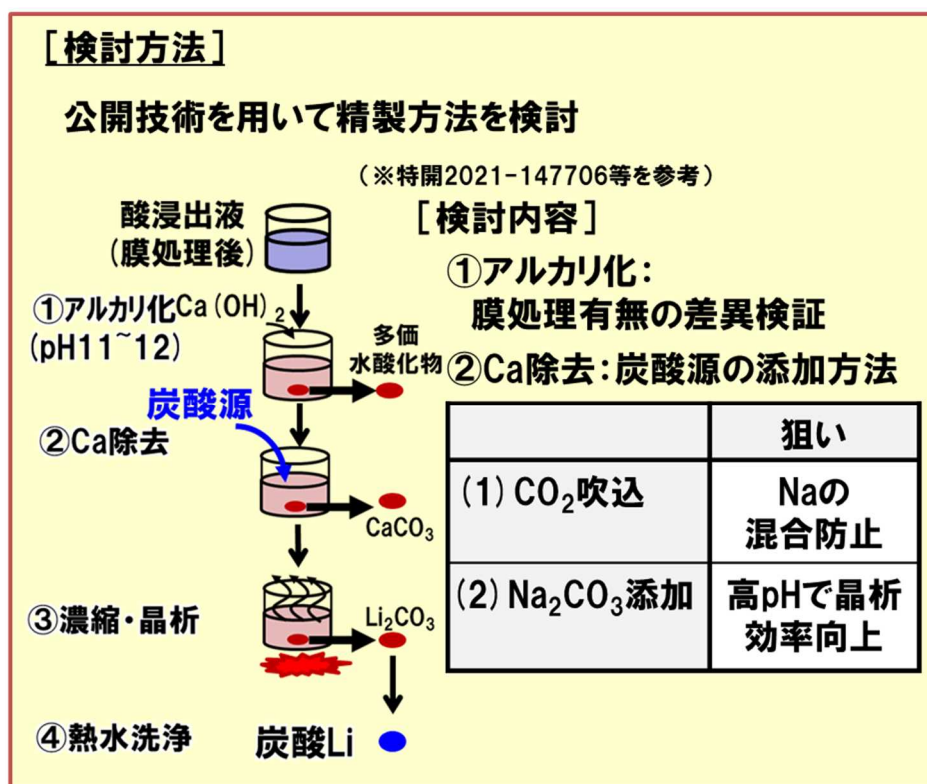 ［検討方法］
公開技術を用いて精製方法を検討
（※特開2021-147706等を参考）
酸浸出液
(膜処理後)
①アルカリ化Ca(OH)₂
(pH11~12)
多価
水酸化物
炭酸源
②Ca除去
CaCO₃
③濃縮・晶析
Li₂CO₃
④熱水洗浄
炭酸Li
［検討内容］
①アルカリ化：
膜処理有無の差異検証
②Ca除去：炭酸源の添加方法
狙い
(1) CO₂吹込
Naの
混合防止
(2) Na₂CO₃添加
高pHで晶析
効率向上